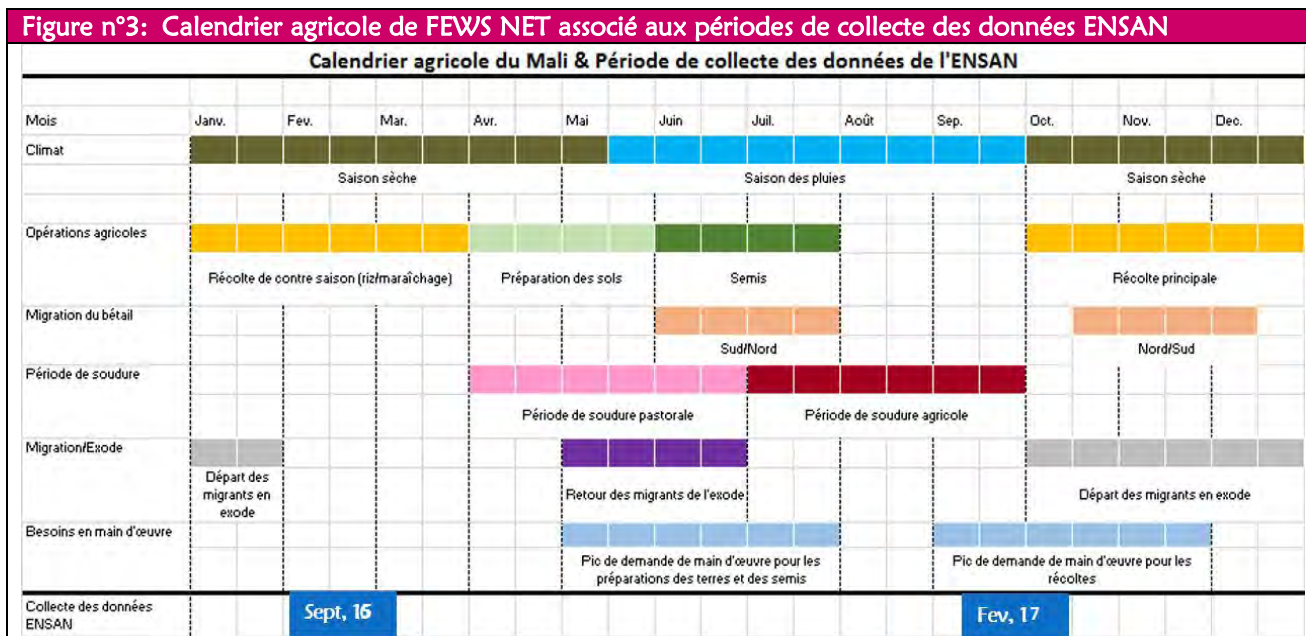 Figure n°3: Calendrier agricole de FEWS NET associé aux périodes de collecte des données ENSAN
Calendrier agricole du Mali & Période de collecte des données de l'ENSAN
Mois Janv. Fev. Mar. Avr. Mai Juin Juil. Août Sep. Oct. Nov. Dec.
Climat
Saison sèche Saison des pluies Saison sèche
Opérations agricoles
Récolte de contre saison (riz/maraîchage) Préparation des sols Semis Récolte principale
Migration du bétail
Sud/Nord Nord/Sud
Période de soudure
Période de soudure pastorale Période de soudure agricole
Migration/Exode
Départ des
migrants en
exode
Retour des migrants de l'exode Départ des migrants en exode
Besoins en main d'œuvre
Pic de demande de main d'œuvre pour les
préparations des terres et des semis
Pic de demande de main d'œuvre pour les
récoltes
Collecte des données
ENSAN
Sept, 16 Fev, 17